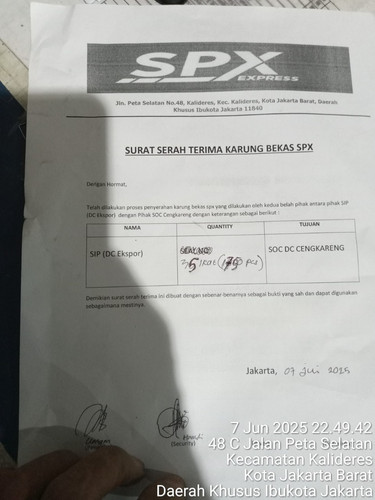 SPX
EXPRESS
Jln. Peta Selatan No.48, Kalideres, Kec. Kalideres, Kota Jakarta Barat, Daerah
Khusus Ibukota Jakarta 11840
SURAT SERAH TERIMA KARUNG BEKAS SPX
Dengan Hormat,
Telah dilakukan proses penyerahan karung bekas spx yang dilakukan oleh kedua belah pihak antara pihak SIP
(DC Ekspor) dengan Pihak SOC Cengkareng dengan keterangan sebagai berikut :
NAMA QUANTITY TUJUAN
SIP (DC Ekspor) SOC DC CENGKARENG
Demikian surat serah terima ini dibuat dengan sebenar-benarnya sebagai bukti yang sah dan dapat digunakan
sebagaimana mestinya.
Jakarta, 07 Juni 2025
(Security)
7 Jun 2025 22.49.42
48 C Jalan Peta Selatan
Kecamatan Kalideres
Kota Jakarta Barat
Daerah Khusus Ibukota Jakarta